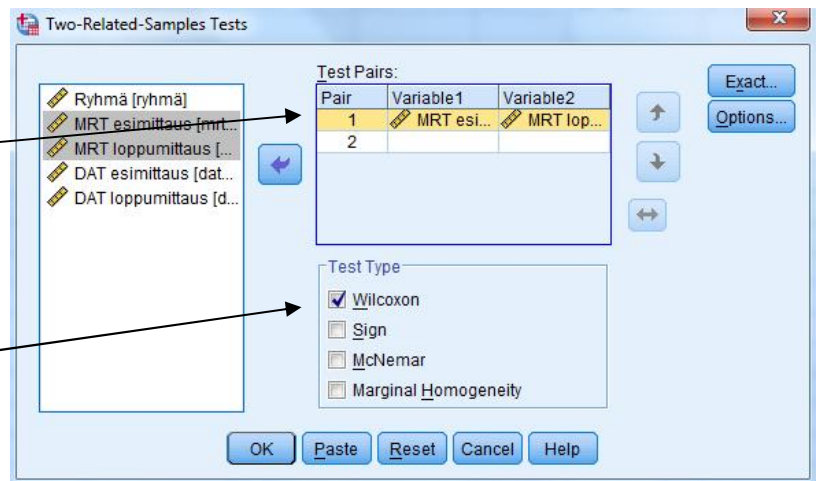 Two-Related-Samples Tests
Ryhmä [ryhmä]
MRT esimittaus [mrt...
MRT loppumittaus [...
DAT esimittaus [dat...
DAT loppumittaus [d...
Test Pairs:
Pair Variable1 Variable2
1 MRT esi... MRT lop...
2
Exact...
Options...
Test Type
Wilcoxon
Sign
McNemar
Marginal Homogeneity
OK Paste Reset Cancel Help